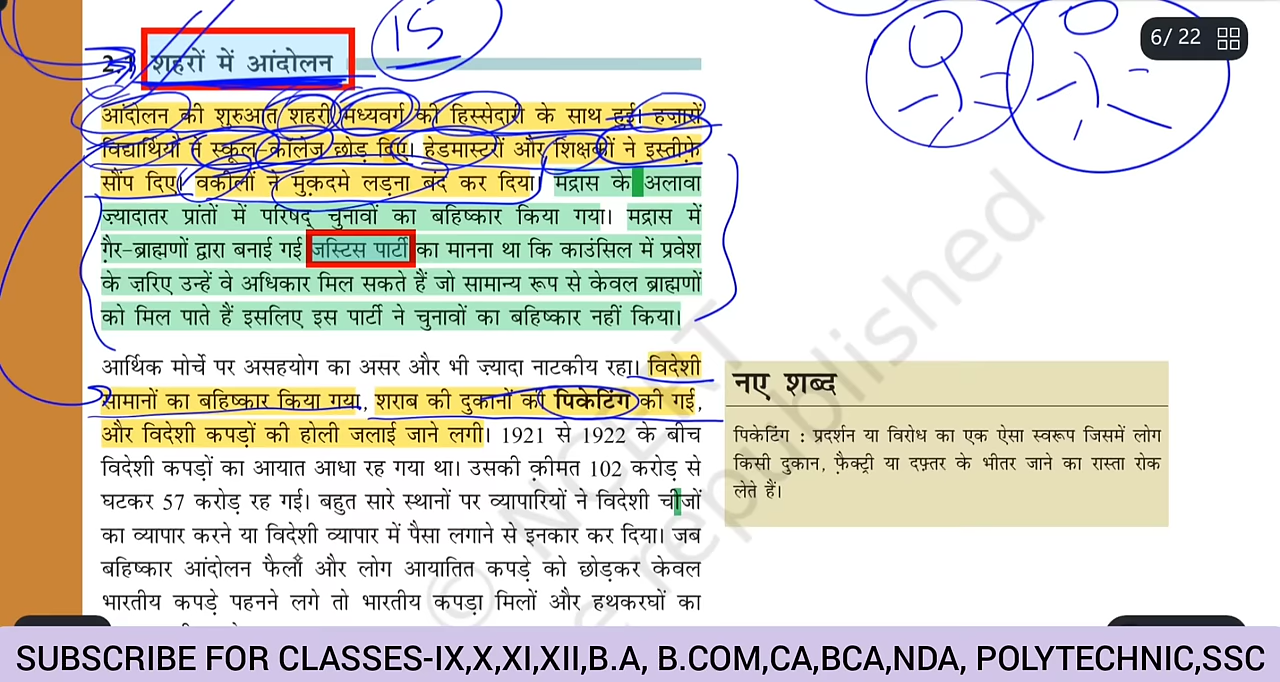 15
6/ 22
2.1 शहरों में आंदोलन
आंदोलन की शुरुआत शहरी मध्यवर्ग की हिस्सेदारी के साथ हुई। हज़ारों
विद्यार्थियों ने स्कूल-कॉलेज छोड़ दिए। हेडमास्टरों और शिक्षकों ने इस्तीफ़े
सौंप दिए। वकीलों ने मुक़दमे लड़ना बंद कर दिया। मद्रास के अलावा
ज़्यादातर प्रांतों में परिषद् चुनावों का बहिष्कार किया गया। मद्रास में
ग़ैर-ब्राह्मणों द्वारा बनाई गई जस्टिस पार्टी का मानना था कि काउंसिल में प्रवेश
के ज़रिए उन्हें वे अधिकार मिल सकते हैं जो सामान्य रूप से केवल ब्राह्मणों
को मिल पाते हैं इसलिए इस पार्टी ने चुनावों का बहिष्कार नहीं किया।
आर्थिक मोर्चे पर असहयोग का असर और भी ज़्यादा नाटकीय रहा। विदेशी
सामानों का बहिष्कार किया गया, शराब की दुकानों की पिकेटिंग की गई,
और विदेशी कपड़ों की होली जलाई जाने लगी। 1921 से 1922 के बीच
विदेशी कपड़ों का आयात आधा रह गया था। उसकी क़ीमत 102 करोड़ से
घटकर 57 करोड़ रह गई। बहुत सारे स्थानों पर व्यापारियों ने विदेशी चीजों
का व्यापार करने या विदेशी व्यापार में पैसा लगाने से इनकार कर दिया। जब
बहिष्कार आंदोलन फैला और लोग आयातित कपड़े को छोड़कर केवल
भारतीय कपड़े पहनने लगे तो भारतीय कपड़ा मिलों और हथकरघों का
नए शब्द
पिकेटिंग : प्रदर्शन या विरोध का एक ऐसा स्वरूप जिसमें लोग
किसी दुकान, फ़ैक्ट्री या दफ़्तर के भीतर जाने का रास्ता रोक
लेते हैं।
© NCERT
republished
SUBSCRIBE FOR CLASSES-IX,X,XI,XII,B.A, B.COM,CA,BCA,NDA, POLYTECHNIC,SSC